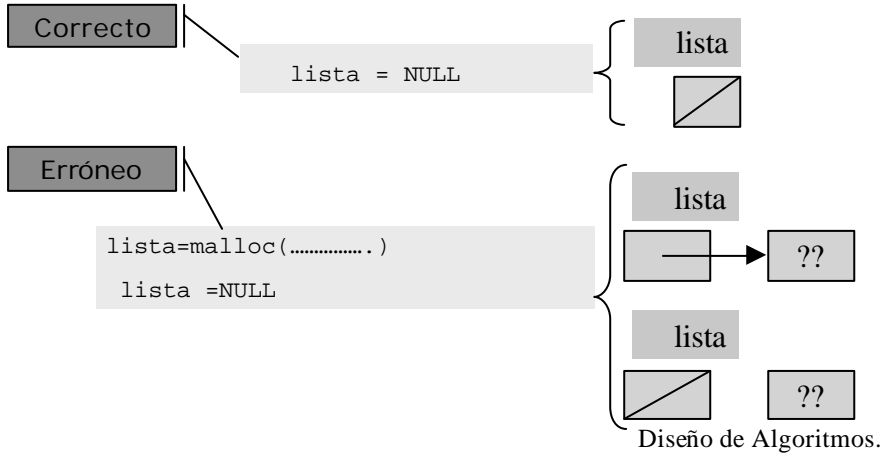 Correcto
lista = NULL
lista
Erróneo
lista=malloc(…………….)
lista =NULL
lista
??
lista
??
Diseño de Algoritmos.